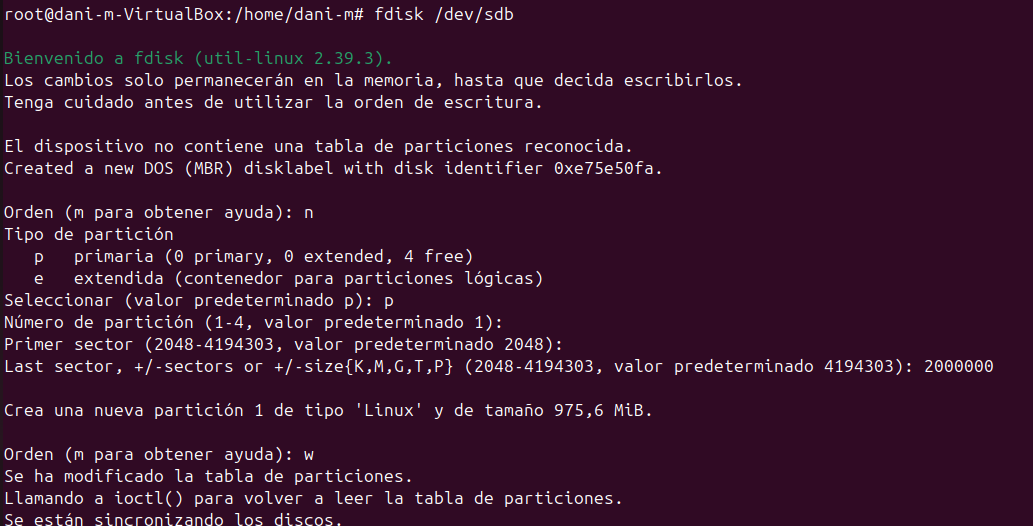 root@dani-m-VirtualBox:/home/dani-m# fdisk /dev/sdb
Bienvenido a fdisk (util-linux 2.39.3).
Los cambios solo permanecerán en la memoria, hasta que decida escribirlos.
Tenga cuidado antes de utilizar la orden de escritura.
El dispositivo no contiene una tabla de particiones reconocida.
Created a new DOS (MBR) disklabel with disk identifier 0xe75e50fa.
Orden (m para obtener ayuda): n
Tipo de partición
   p   primaria (0 primary, 0 extended, 4 free)
   e   extendida (contenedor para particiones lógicas)
Seleccionar (valor predeterminado p): p
Número de partición (1-4, valor predeterminado 1):
Primer sector (2048-4194303, valor predeterminado 2048):
Last sector, +/-sectors or +/-size{K,M,G,T,P} (2048-4194303, valor predeterminado 4194303): 2000000
Crea una nueva partición 1 de tipo 'Linux' y de tamaño 975,6 MiB.
Orden (m para obtener ayuda): w
Se ha modificado la tabla de particiones.
Llamando a ioctl() para volver a leer la tabla de particiones.
Se están sincronizando los discos.